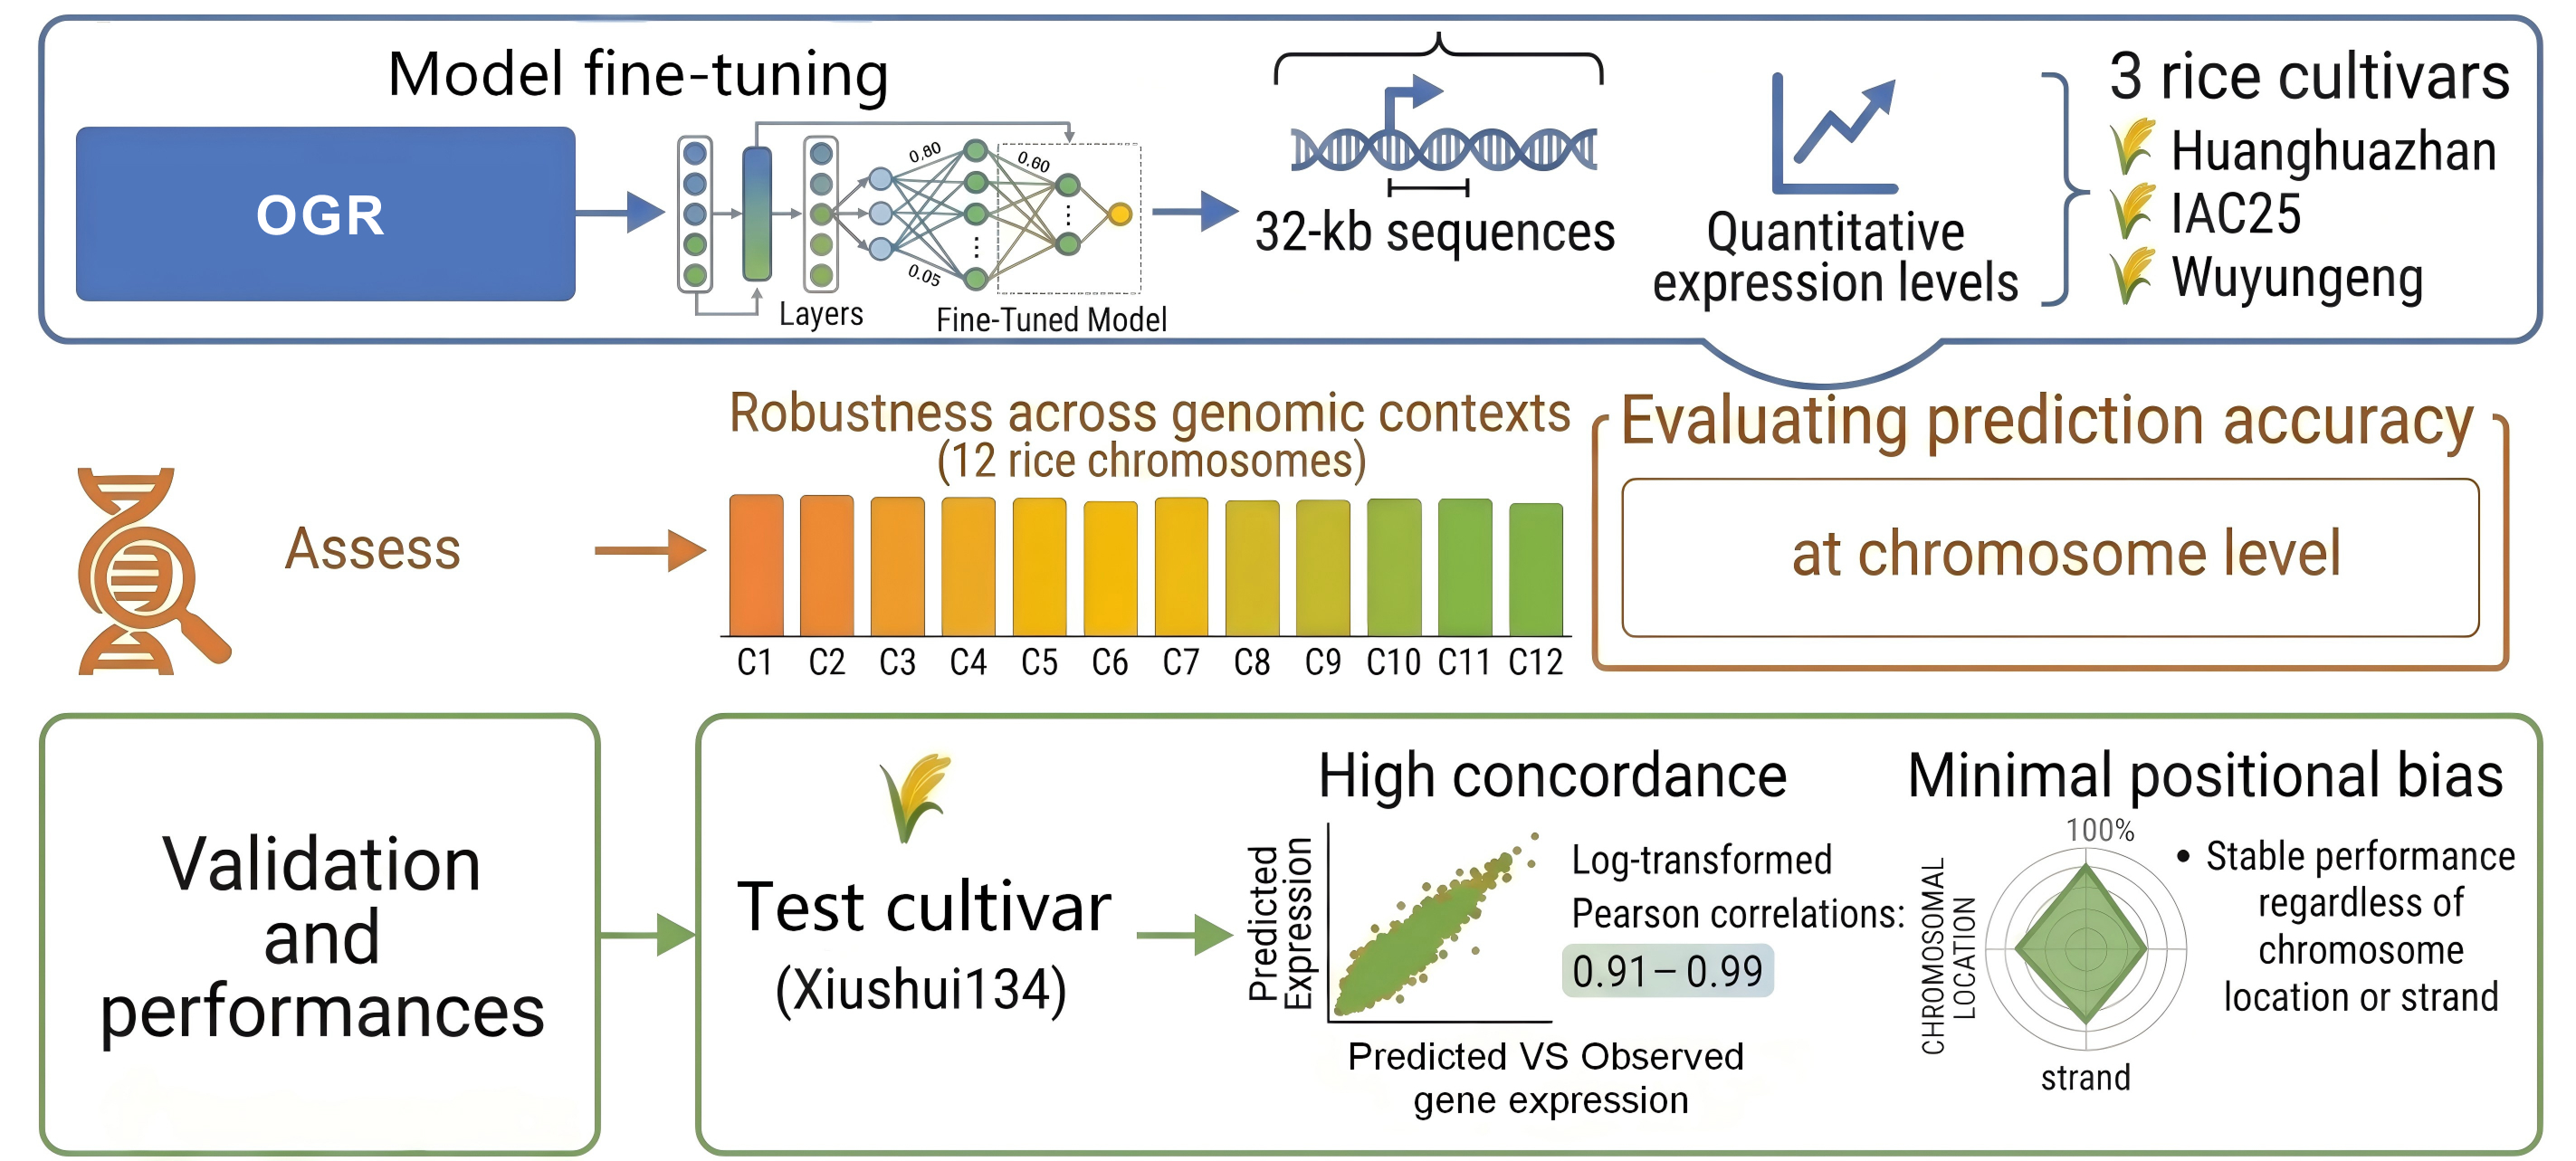 Model fine-tuning
OGR
0.80
0.60
0.05
Layers
Fine-Tuned Model
32-kb sequences
Quantitative
expression levels
3 rice cultivars
Huanghuazhan
IAC25
Wuyungeng
Assess
Robustness across genomic contexts
(12 rice chromosomes)
C1 C2 C3 C4 C5 C6 C7 C8 C9 C10 C11 C12
Evaluating prediction accuracy
at chromosome level
Validation
and
performances
Test cultivar
(Xiushui134)
High concordance
Predicted
Expression
Log-transformed
Pearson correlations:
0.91 – 0.99
Predicted VS Observed
gene expression
Minimal positional bias
100%
CHROMOSOMAL
LOCATION
strand
• Stable performance
regardless of
chromosome
location or strand